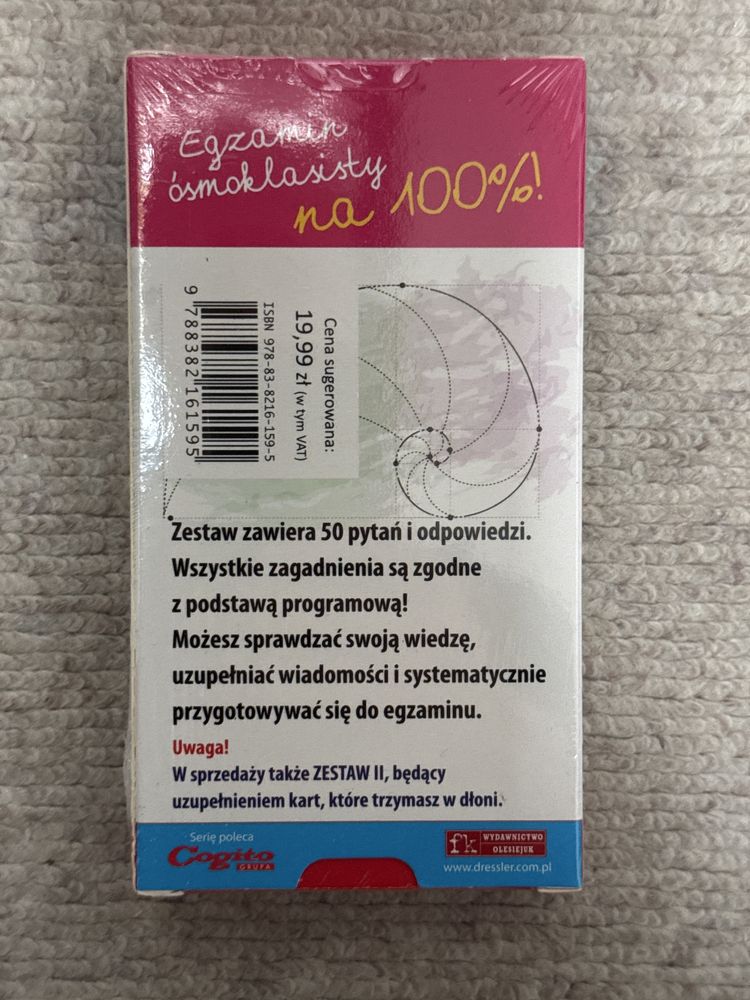 Egzamin
ósmoklasisty
na 100%!
Cena sugerowana:
19,99 zł (w tym VAT)
ISBN 978-83-8216-159-5
9 788382 161595
Zestaw zawiera 50 pytań i odpowiedzi.
Wszystkie zagadnienia są zgodne
z podstawą programową!
Możesz sprawdzać swoją wiedzę,
uzupełniać wiadomości i systematycznie
przygotowywać się do egzaminu.
Uwaga!
W sprzedaży także ZESTAW II, będący
uzupełnieniem kart, które trzymasz w dłoni.
Serię poleca
Cogito
GRUPA
fk WYDAWNICTWO
OLESIEJUK
www.dressler.com.pl